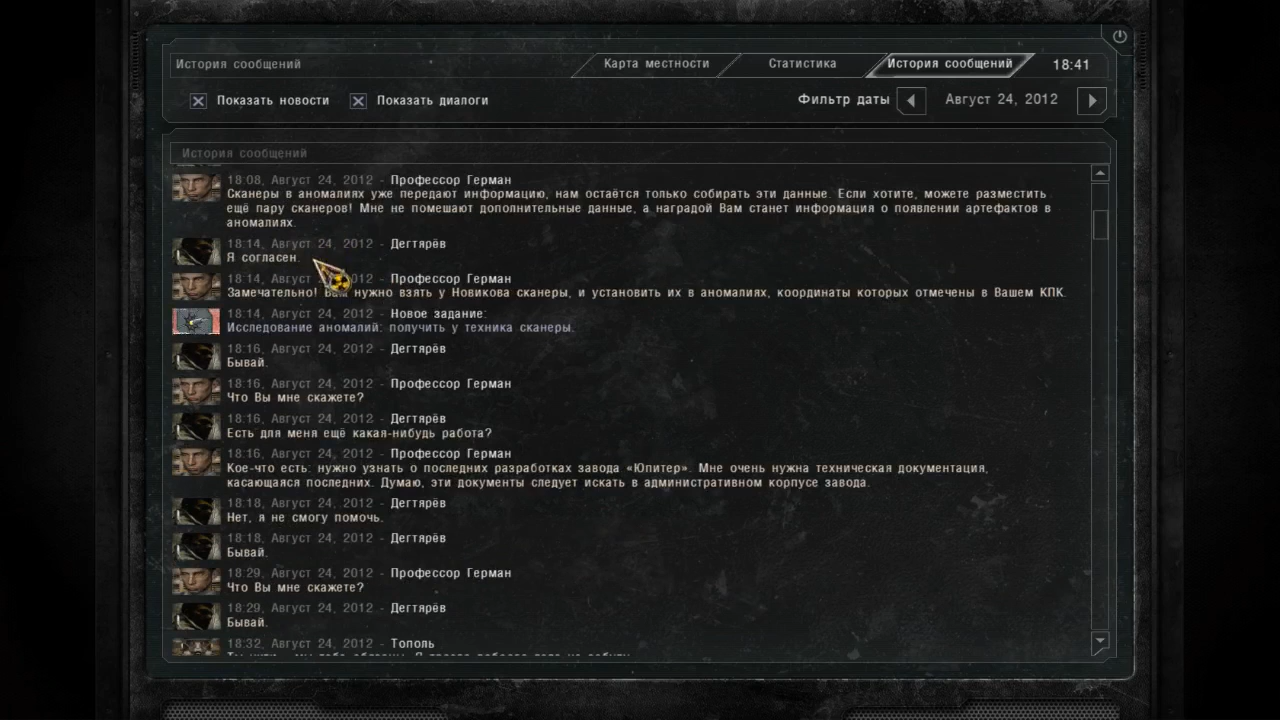 История сообщений
Карта местности
Статистика
История сообщений
18:41
Показать новости
Показать диалоги
Фильтр даты
Август 24, 2012
История сообщений
18:08, Август 24, 2012 - Профессор Герман
Сканеры в аномалиях уже передают информацию, нам остаётся только собирать эти данные. Если хотите, можете разместить
ещё пару сканеров! Мне не помешают дополнительные данные, а наградой Вам станет информация о появлении артефактов в
аномалиях.
18:14, Август 24, 2012 - Дегтярёв
Я согласен.
18:14, Август 2012 - Профессор Герман
Замечательно! Вам нужно взять у Новикова сканеры, и установить их в аномалиях, координаты которых отмечены в Вашем КПК.
18:14, Август 24, 2012 - Новое задание:
Исследование аномалий: получить у техника сканеры.
18:16, Август 24, 2012 - Дегтярёв
Бывай.
18:16, Август 24, 2012 - Профессор Герман
Что Вы мне скажете?
18:16, Август 24, 2012 - Дегтярёв
Есть для меня ещё какая-нибудь работа?
18:16, Август 24, 2012 - Профессор Герман
Кое-что есть: нужно узнать о последних разработках завода «Юпитер». Мне очень нужна техническая документация,
касающаяся последних. Думаю, эти документы следует искать в административном корпусе завода.
18:18, Август 24, 2012 - Дегтярёв
Нет, я не смогу помочь.
18:18, Август 24, 2012 - Дегтярёв
Бывай.
18:29, Август 24, 2012 - Профессор Герман
Что Вы мне скажете?
18:29, Август 24, 2012 - Дегтярёв
Бывай.
18:32, Август 24, 2012 - Тополь